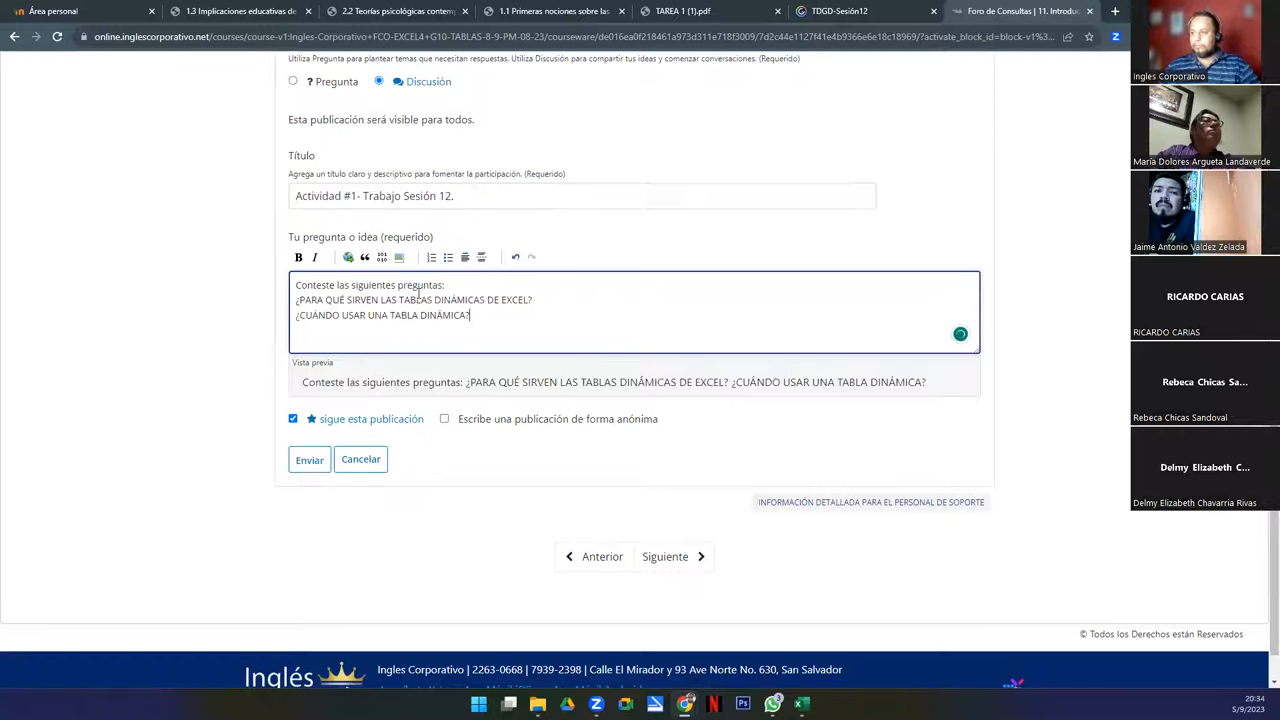 Área personal
1.3 Implicaciones educativas de
2.2 Teorías psicológicas contemp
1.1 Primeras nociones sobre las
TAREA 1 (1).pdf
TDGD-Sesión12
Foro de Consultas | 11. Introduc
online.inglescorporativo.net/courses/course-v1:Ingles-Corporativo+FCO-EXCEL4+G10-TABLAS-8-9-PM-08-23/courseware/de016ea0f218461a973d311e718f3009/7d2c44e1127f41e4b9366e6e18c18969/?activate_block_id=block-v1%3...
Utiliza Pregunta para plantear temas que necesitan respuestas. Utiliza Discusión para compartir tus ideas y comenzar conversaciones. (Requerido)
? Pregunta
Discusión
Esta publicación será visible para todos.
Título
Agrega un título claro y descriptivo para fomentar la participación. (Requerido)
Actividad #1- Trabajo Sesión 12.
Tu pregunta o idea (requerido)
B I
Conteste las siguientes preguntas:
¿PARA QUÉ SIRVEN LAS TABLAS DINÁMICAS DE EXCEL?
¿CUÁNDO USAR UNA TABLA DINÁMICA?
Vista previa
Conteste las siguientes preguntas: ¿PARA QUÉ SIRVEN LAS TABLAS DINÁMICAS DE EXCEL? ¿CUÁNDO USAR UNA TABLA DINÁMICA?
sigue esta publicación
Escribe una publicación de forma anónima
Enviar
Cancelar
INFORMACIÓN DETALLADA PARA EL PERSONAL DE SOPORTE
Anterior
Siguiente
© Todos los Derechos están Reservados
Inglés
Ingles Corporativo | 2263-0668 | 7939-2398 | Calle El Mirador y 93 Ave Norte No. 630, San Salvador
Ingles Corporativo
María Dolores Argueta Landaverde
Jaime Antonio Valdez Zelada
RICARDO CARIAS
RICARDO CARIAS
Rebeca Chicas Sa...
Rebeca Chicas Sandoval
Delmy Elizabeth C...
Delmy Elizabeth Chavarria Rivas
20:34
5/9/2023